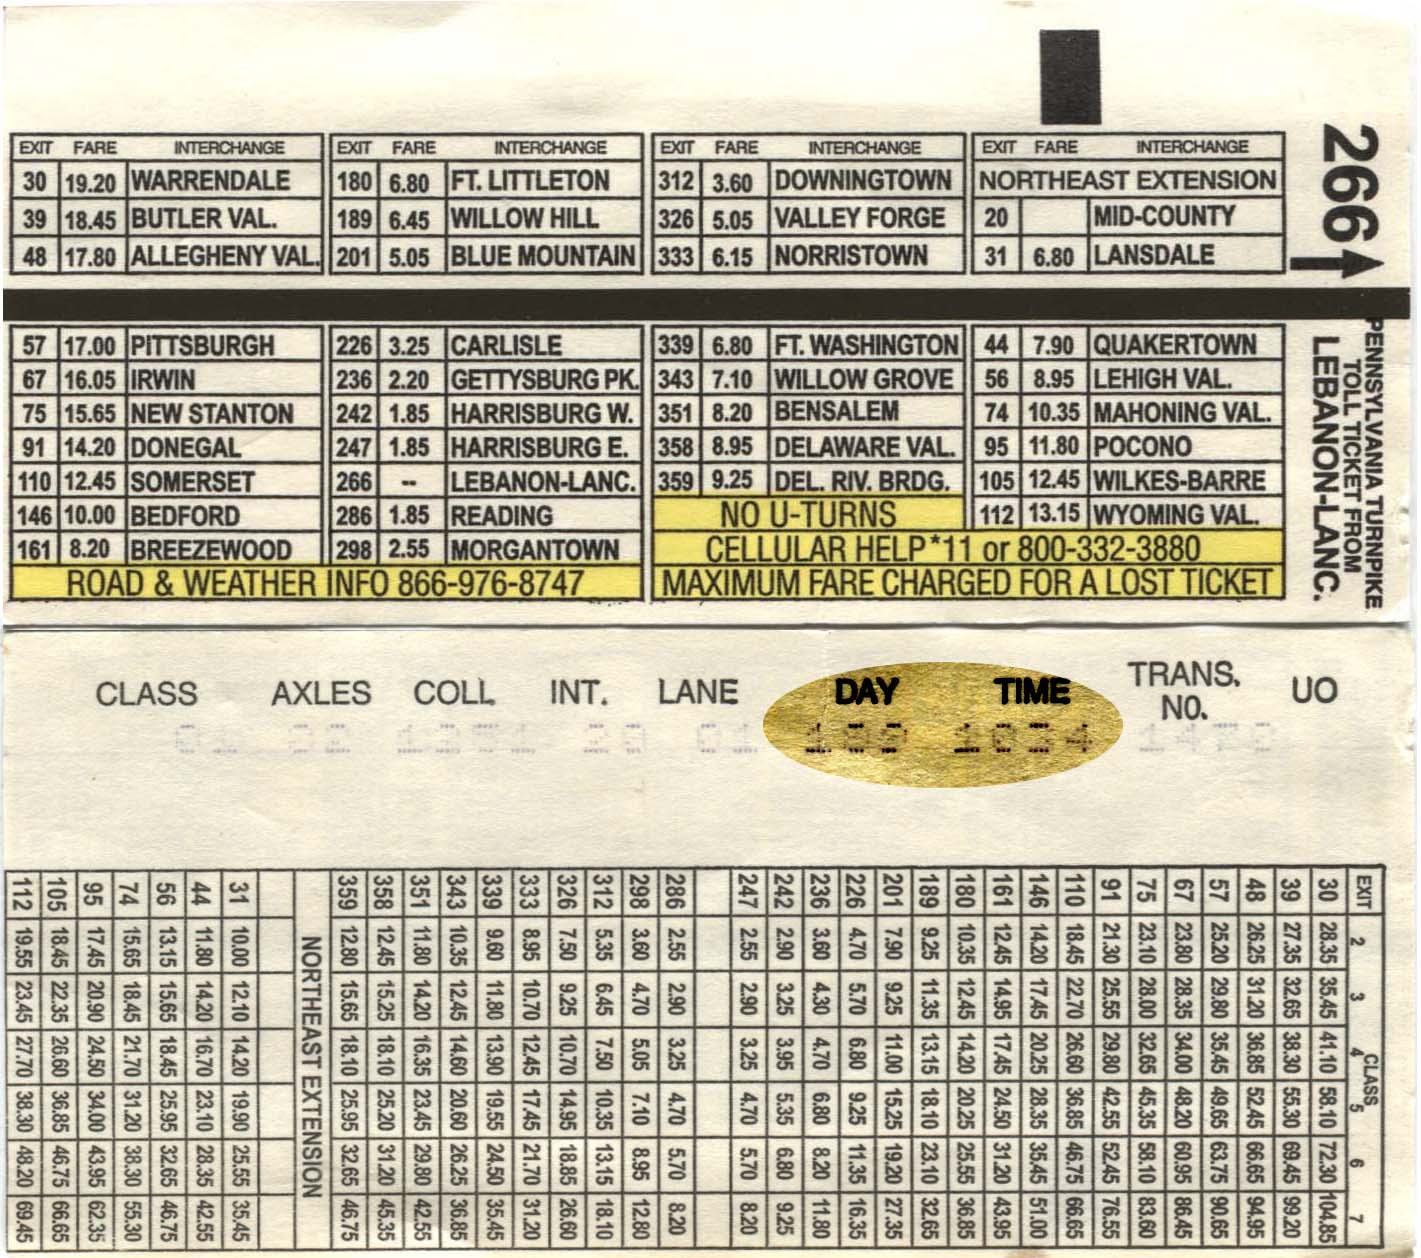 EXIT FARE INTERCHANGE EXIT FARE INTERCHANGE EXIT FARE INTERCHANGE EXIT FARE INTERCHANGE
30 19.20 WARRENDALE 180 6.80 FT. LITTLETON 312 3.60 DOWNINGTOWN NORTHEAST EXTENSION
39 18.45 BUTLER VAL. 189 6.45 WILLOW HILL 326 5.05 VALLEY FORGE 20 MID-COUNTY
48 17.80 ALLEGHENY VAL. 201 5.05 BLUE MOUNTAIN 333 6.15 NORRISTOWN 31 6.80 LANSDALE
57 17.00 PITTSBURGH 226 3.25 CARLISLE 339 6.80 FT. WASHINGTON 44 7.90 QUAKERTOWN
67 16.05 IRWIN 236 2.20 GETTYSBURG PK. 343 7.10 WILLOW GROVE 56 8.95 LEHIGH VAL.
75 15.65 NEW STANTON 242 1.85 HARRISBURG W. 351 8.20 BENSALEM 74 10.35 MAHONING VAL.
91 14.20 DONEGAL 247 1.85 HARRISBURG E. 358 8.95 DELAWARE VAL. 95 11.80 POCONO
110 12.45 SOMERSET 266 -- LEBANON-LANC. 359 9.25 DEL. RIV. BRDG. 105 12.45 WILKES-BARRE
146 10.00 BEDFORD 286 1.85 READING NO U-TURNS 112 13.15 WYOMING VAL.
161 8.20 BREEZEWOOD 298 2.55 MORGANTOWN CELLULAR HELP*11 or 800-332-3880
ROAD & WEATHER INFO 866-976-8747 MAXIMUM FARE CHARGED FOR A LOST TICKET
266
PENNSYLVANIA TURNPIKE
TOLL TICKET FROM
LEBANON-LANC.
CLASS AXLES COLL INT. LANE DAY TIME TRANS. NO. UO
CLASS
EXIT 2 3 4 5 6 7
30 28.35 35.45 41.10 58.10 72.30 104.85
39 27.35 32.65 38.30 55.30 69.45 99.20
48 26.25 31.20 36.85 52.45 66.65 94.95
57 25.20 29.80 35.45 49.65 63.75 90.65
67 23.80 28.35 34.00 48.20 60.95 86.45
75 23.10 28.00 32.65 45.35 58.10 83.60
91 21.30 25.55 29.80 42.55 52.45 76.55
110 18.45 22.70 26.60 36.85 46.75 66.65
146 14.20 17.45 20.25 28.35 35.45 51.00
161 12.45 14.95 17.45 24.50 31.20 43.95
180 10.35 12.45 14.20 20.25 25.55 36.85
189 9.25 11.35 13.15 18.10 23.10 32.65
201 7.90 9.25 11.00 15.25 19.20 27.35
226 4.70 5.70 6.80 9.25 11.35 16.35
236 3.60 4.30 4.70 6.80 8.20 11.80
242 2.90 3.25 3.95 5.35 6.80 9.25
247 2.55 2.90 3.25 4.70 5.70 8.20
286 2.55 2.90 3.25 4.70 5.70 8.20
298 3.60 4.70 5.05 7.10 8.95 12.80
312 5.35 6.45 7.50 10.35 13.15 18.10
326 7.50 9.25 10.70 14.95 18.85 26.60
333 8.95 10.70 12.45 17.45 21.70 31.20
339 9.60 11.80 13.90 19.55 24.50 35.45
343 10.35 12.45 14.60 20.60 26.25 36.85
351 11.80 14.20 16.35 23.45 29.80 42.55
358 12.45 15.25 18.10 25.20 31.20 45.35
359 12.80 15.65 18.10 25.95 32.65 46.75
NORTHEAST EXTENSION
31 10.00 12.10 14.20 19.90 25.55 35.45
44 11.80 14.20 16.70 23.10 28.35 42.55
56 13.15 15.65 18.45 25.95 32.65 46.75
74 15.65 18.45 21.70 31.20 38.30 55.30
95 17.45 20.90 24.50 34.00 43.95 62.35
105 18.45 22.35 26.60 36.85 46.75 66.65
112 19.55 23.45 27.70 38.30 48.20 69.45